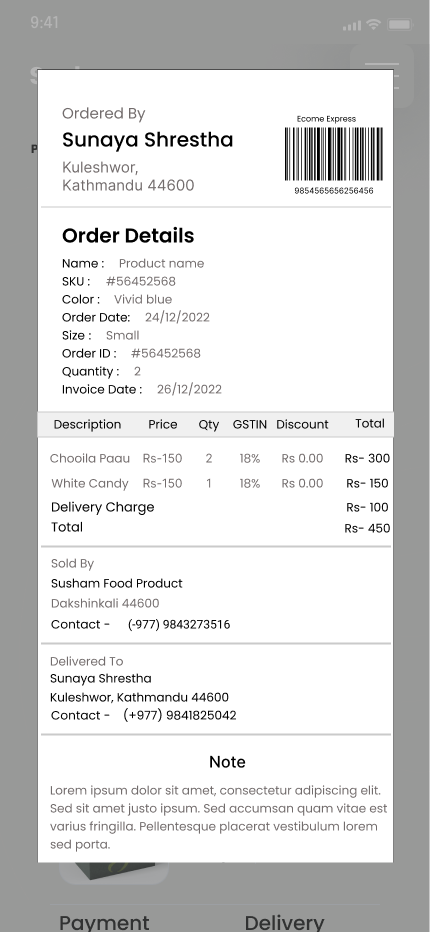 9:41
Ordered By
Ecome Express
Sunaya Shrestha
Kuleshwor,
Kathmandu 44600
9854565656256456
Order Details
Name : Product name
SKU : #56452568
Color : Vivid blue
Order Date: 24/12/2022
Size : Small
Order ID : #56452568
Quantity : 2
Invoice Date : 26/12/2022
Description Price Qty GSTIN Discount Total
Chooila Paau Rs-150 2 18% Rs 0.00 Rs- 300
White Candy Rs-150 1 18% Rs 0.00 Rs- 150
Delivery Charge Rs- 100
Total Rs- 450
Sold By
Susham Food Product
Dakshinkali 44600
Contact - (-977) 9843273516
Delivered To
Sunaya Shrestha
Kuleshwor, Kathmandu 44600
Contact - (+977) 9841825042
Note
Lorem ipsum dolor sit amet, consectetur adipiscing elit.
Sed sit amet justo ipsum. Sed accumsan quam vitae est
varius fringilla. Pellentesque placerat vestibulum lorem
sed porta.
Payment Delivery